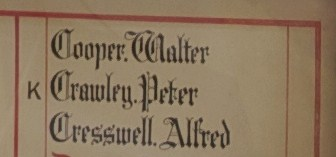 Cooper. Walter
K Crawley. Peter
Cresswell. Alfred